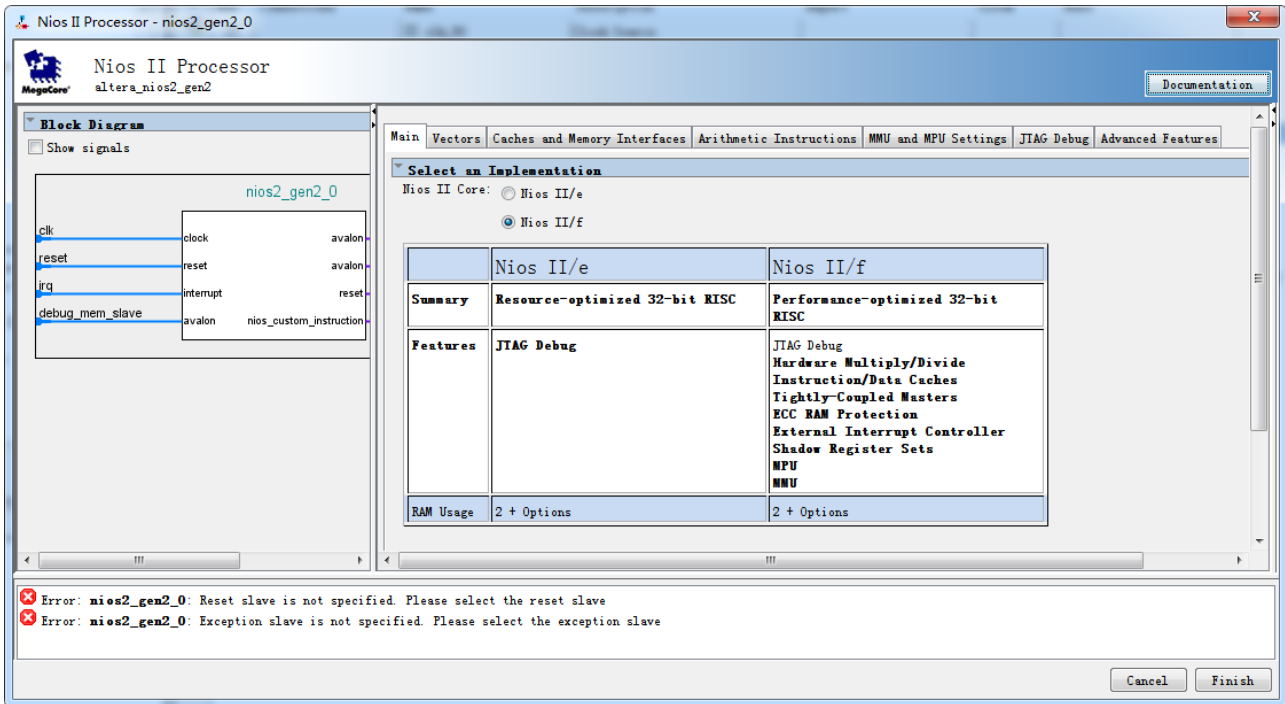 Nios II Processor - nios2_gen2_0
MegaCore'
Nios II Processor
altera_nios2_gen2
Documentation
Block Diagram
Show signals
nios2_gen2_0
clk
clock
avalon
reset
reset
avalon
irq
interrupt
reset
debug_mem_slave
avalon
nios_custom_instruction
Main Vectors Caches and Memory Interfaces Arithmetic Instructions MMU and MPU Settings JTAG Debug Advanced Features
Select an Implementation
Nios II Core: Nios II/e
Nios II/f
Nios II/e Nios II/f
Summary Resource-optimized 32-bit RISC Performance-optimized 32-bit
RISC
Features JTAG Debug JTAG Debug
Hardware Multiply/Divide
Instruction/Data Caches
Tightly-Coupled Masters
ECC RAM Protection
External Interrupt Controller
Shadow Register Sets
MPU
MMU
RAM Usage 2 + Options 2 + Options
Error: nios2_gen2_0: Reset slave is not specified. Please select the reset slave
Error: nios2_gen2_0: Exception slave is not specified. Please select the exception slave
Cancel Finish